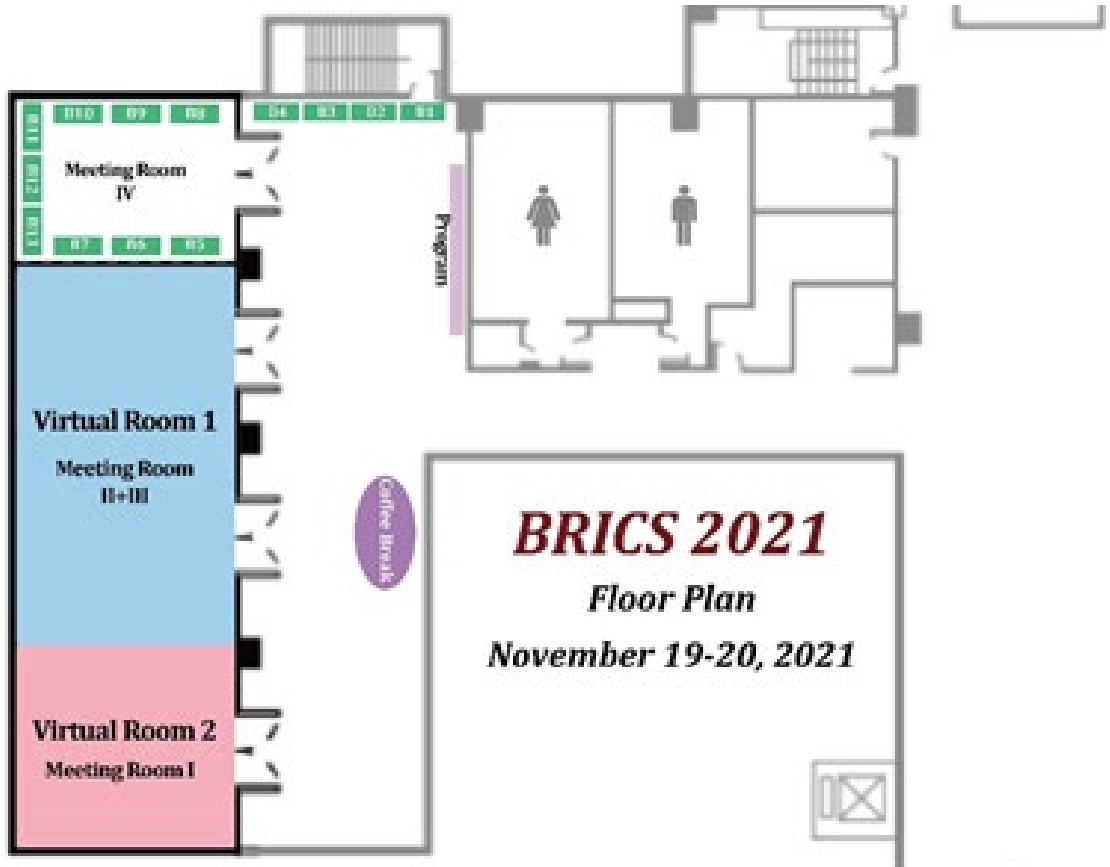 B4 B3 B2 B1
B10 B9 B8
B11
B12
B13
Meeting Room
IV
B7 B6 B5
Program
Virtual Room 1
Meeting Room
II+III
Coffee Break
BRICS 2021
Floor Plan
November 19-20, 2021
Virtual Room 2
Meeting Room I